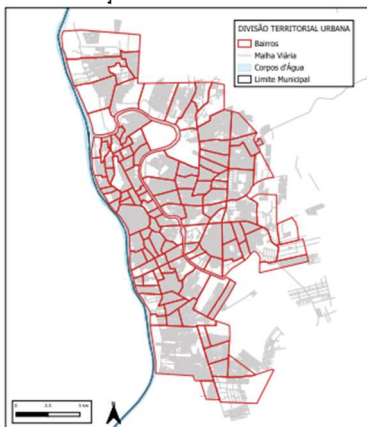 DIVISÃO TERRITORIAL URBANA
Bairros
Malha Viária
Corpos d'Água
Limite Municipal
0 2.5 5 km
N